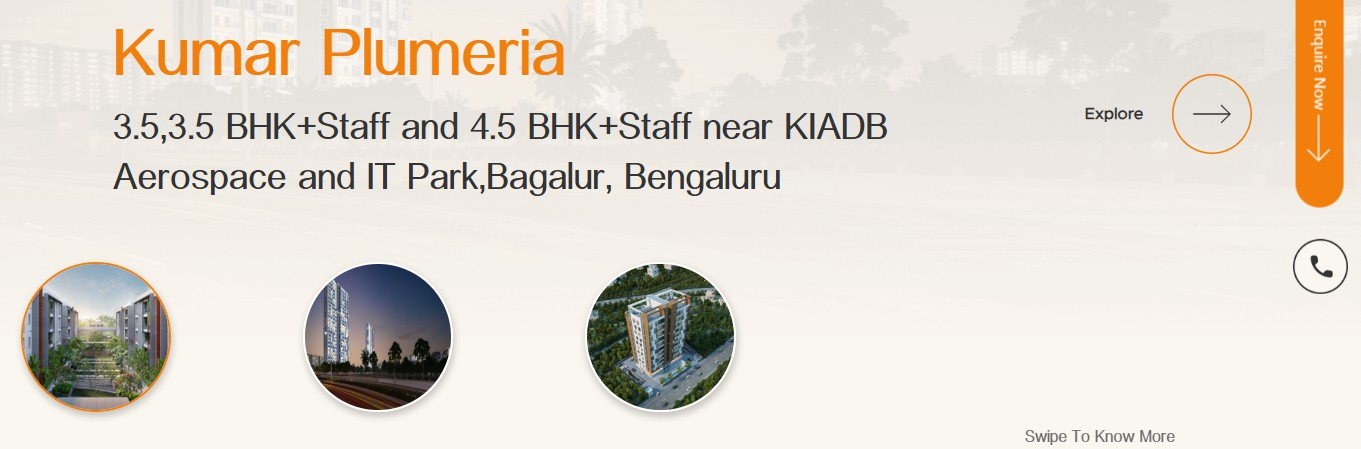 Kumar Plumeria
3.5,3.5 BHK+Staff and 4.5 BHK+Staff near KIADB
Aerospace and IT Park,Bagalur, Bengaluru
Explore
Enquire Now
Swipe To Know More